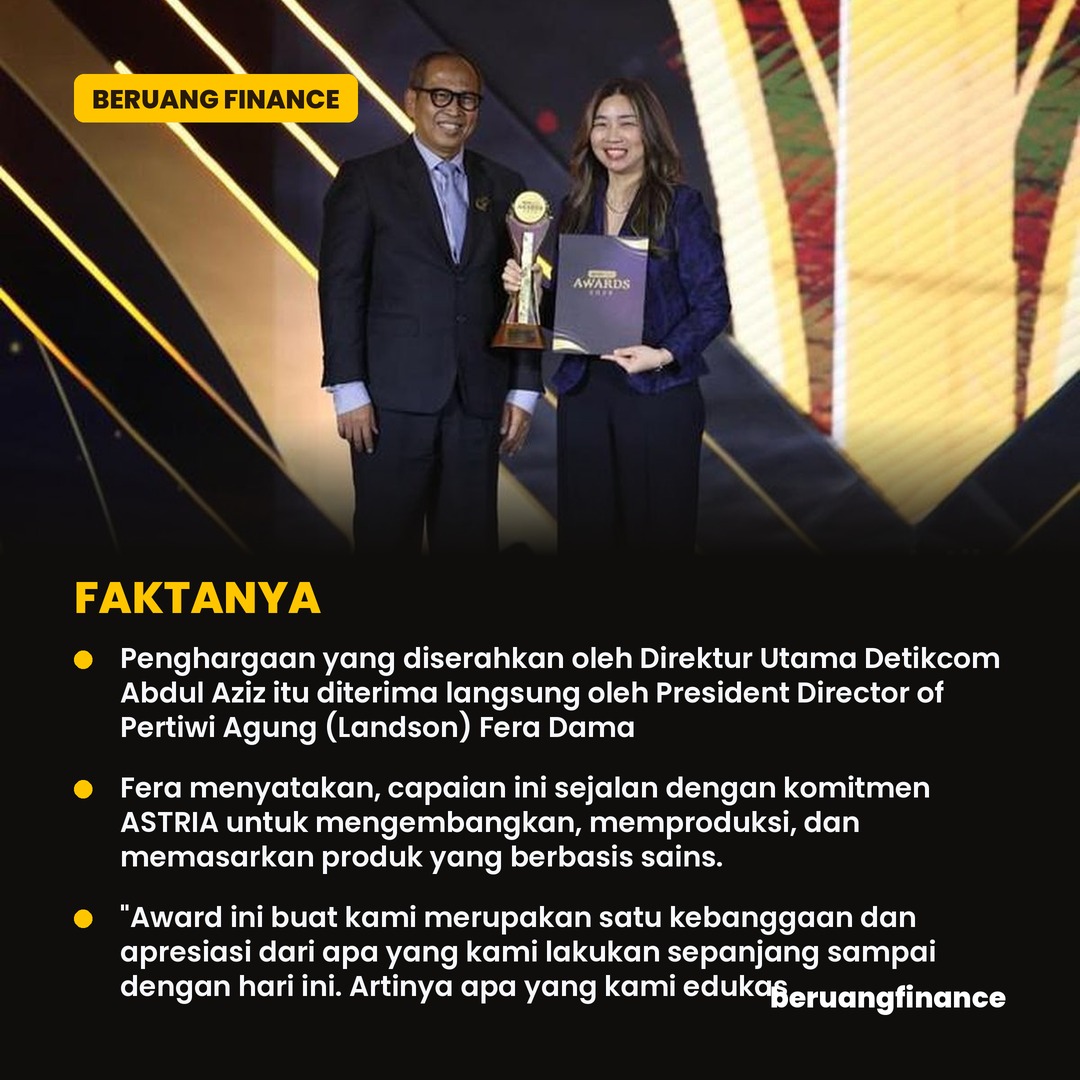 BERUANG FINANCE
AWARDS
AWARDS
FAKTANYA
Penghargaan yang diserahkan oleh Direktur Utama Detikcom
Abdul Aziz itu diterima langsung oleh President Director of
Pertiwi Agung (Landson) Fera Dama
Fera menyatakan, capaian ini sejalan dengan komitmen
ASTRIA untuk mengembangkan, memproduksi, dan
memasarkan produk yang berbasis sains.
"Award ini buat kami merupakan satu kebanggaan dan
apresiasi dari apa yang kami lakukan sepanjang sampai
dengan hari ini. Artinya apa yang kami edukas
beruangfinance